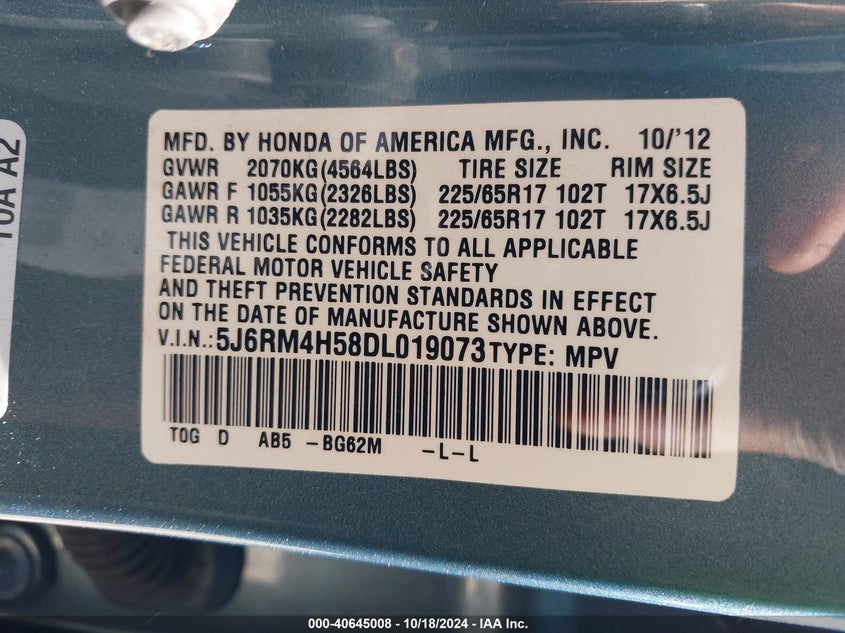 10A A2
MFD. BY HONDA OF AMERICA MFG., INC. 10/'12
GVWR 2070KG(4564LBS) TIRE SIZE RIM SIZE
GAWR F 1055KG(2326LBS) 225/65R17 102T 17X6.5J
GAWR R 1035KG(2282LBS) 225/65R17 102T 17X6.5J
THIS VEHICLE CONFORMS TO ALL APPLICABLE
FEDERAL MOTOR VEHICLE SAFETY
AND THEFT PREVENTION STANDARDS IN EFFECT
ON THE DATE OF MANUFACTURE SHOWN ABOVE.
V.I.N.:5J6RM4H58DL019073 TYPE: MPV
TOG D AB5 -BG62M -L-L
000-40645008 - 10/18/2024 - IAA Inc.